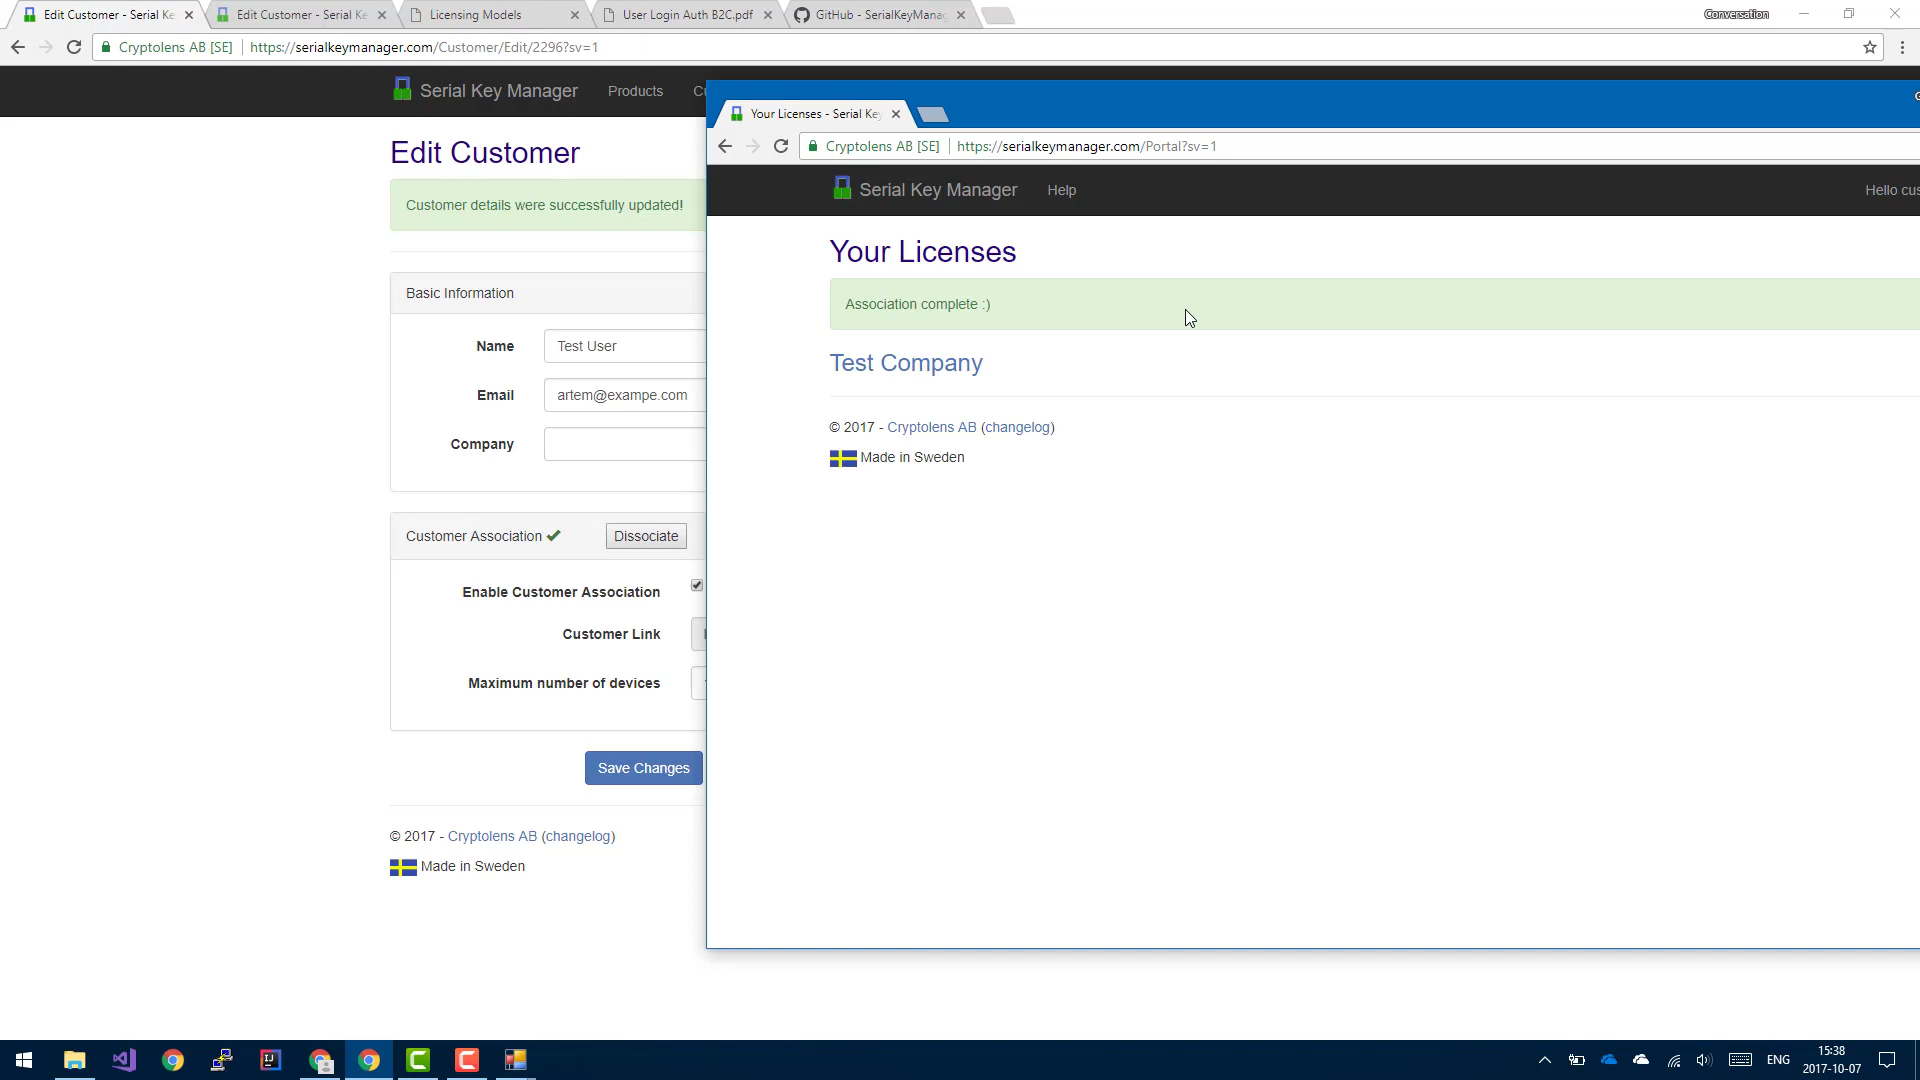 Edit Customer - Serial Ke
Edit Customer - Serial Ke
Licensing Models
User Login Auth B2C.pdf
GitHub - SerialKeyManag
Conversation
Cryptolens AB [SE]
https://serialkeymanager.com/Customer/Edit/2296?sv=1
Serial Key Manager
Products
Edit Customer
Customer details were successfully updated!
Basic Information
Name
Test User
Email
artem@exampe.com
Company
Customer Association
Dissociate
Enable Customer Association
Customer Link
Maximum number of devices
Save Changes
© 2017 - Cryptolens AB (changelog)
Made in Sweden
Your Licenses - Serial Key
Cryptolens AB [SE]
https://serialkeymanager.com/Portal?sv=1
Serial Key Manager
Help
Hello cus
Your Licenses
Association complete :)
Test Company
© 2017 - Cryptolens AB (changelog)
Made in Sweden
ENG
15:38
2017-10-07